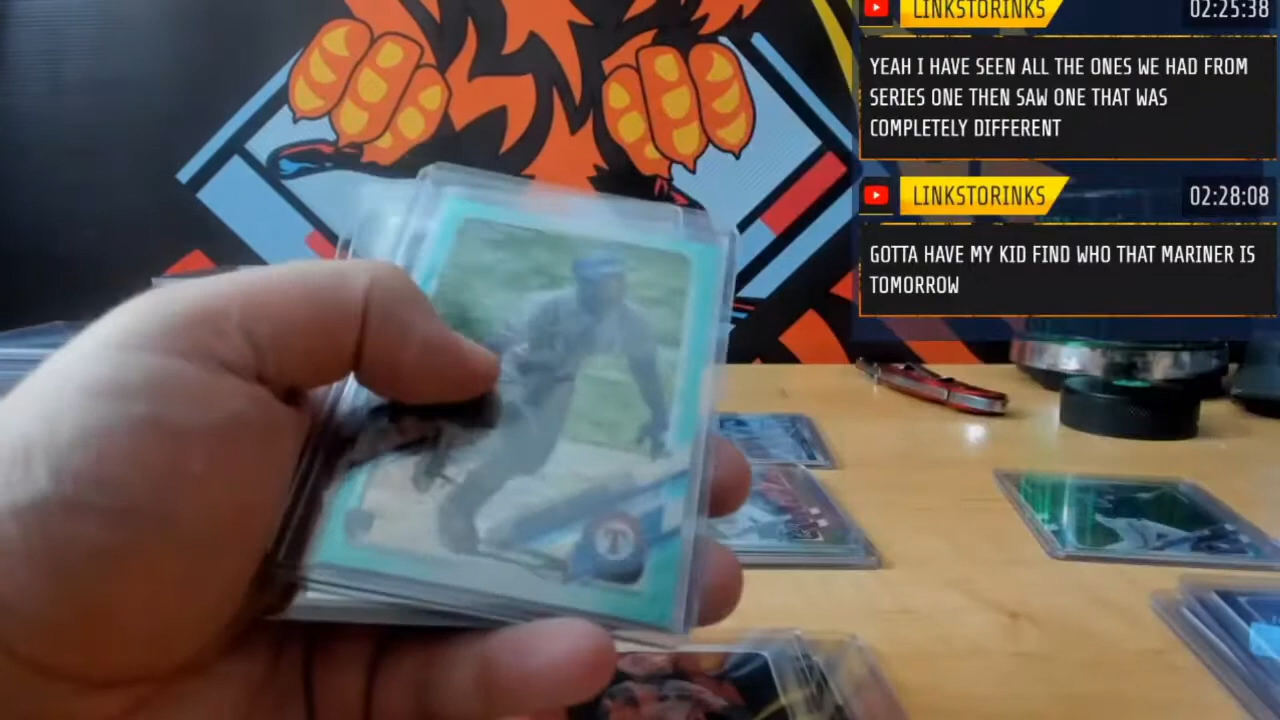 LINKSTORINKS 02:25:38
YEAH I HAVE SEEN ALL THE ONES WE HAD FROM
SERIES ONE THEN SAW ONE THAT WAS
COMPLETELY DIFFERENT
LINKSTORINKS 02:28:08
GOTTA HAVE MY KID FIND WHO THAT MARINER IS
TOMORROW
T